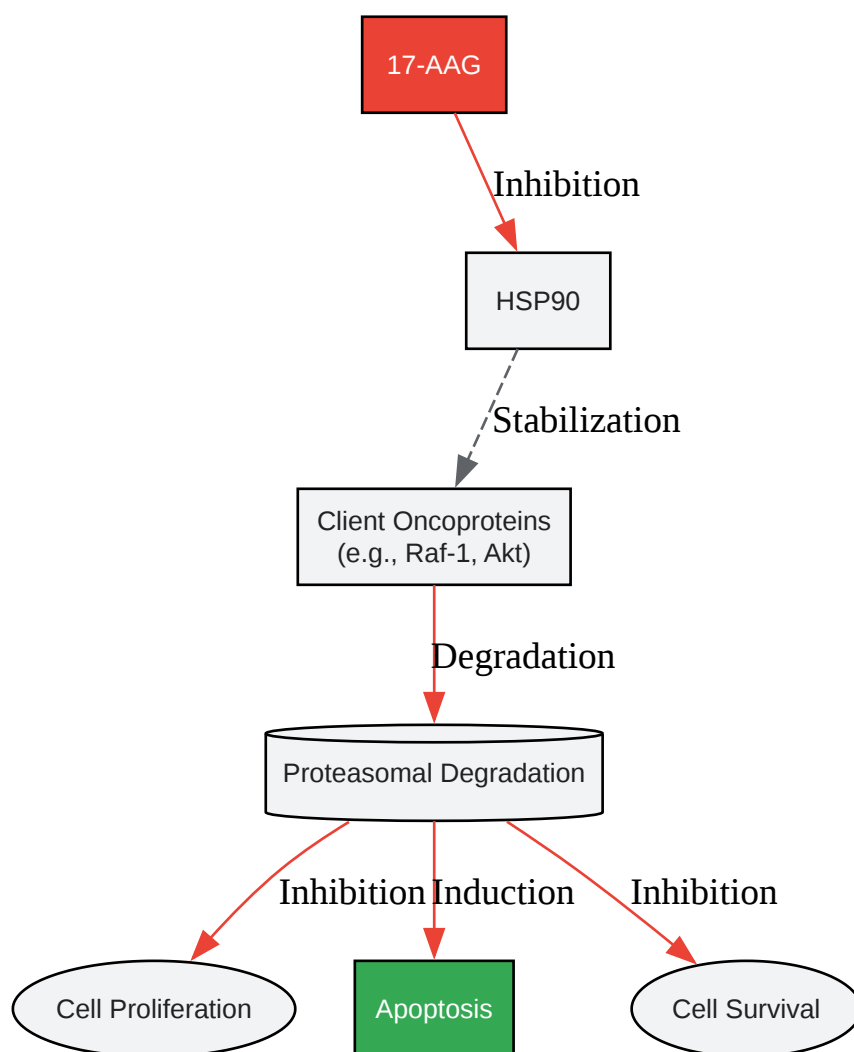 17-AAG
Inhibition
HSP90
Stabilization
Client Oncoproteins
(e.g., Raf-1, Akt)
Degradation
Proteasomal Degradation
Inhibition
Induction
Inhibition
Cell Proliferation
Apoptosis
Cell Survival